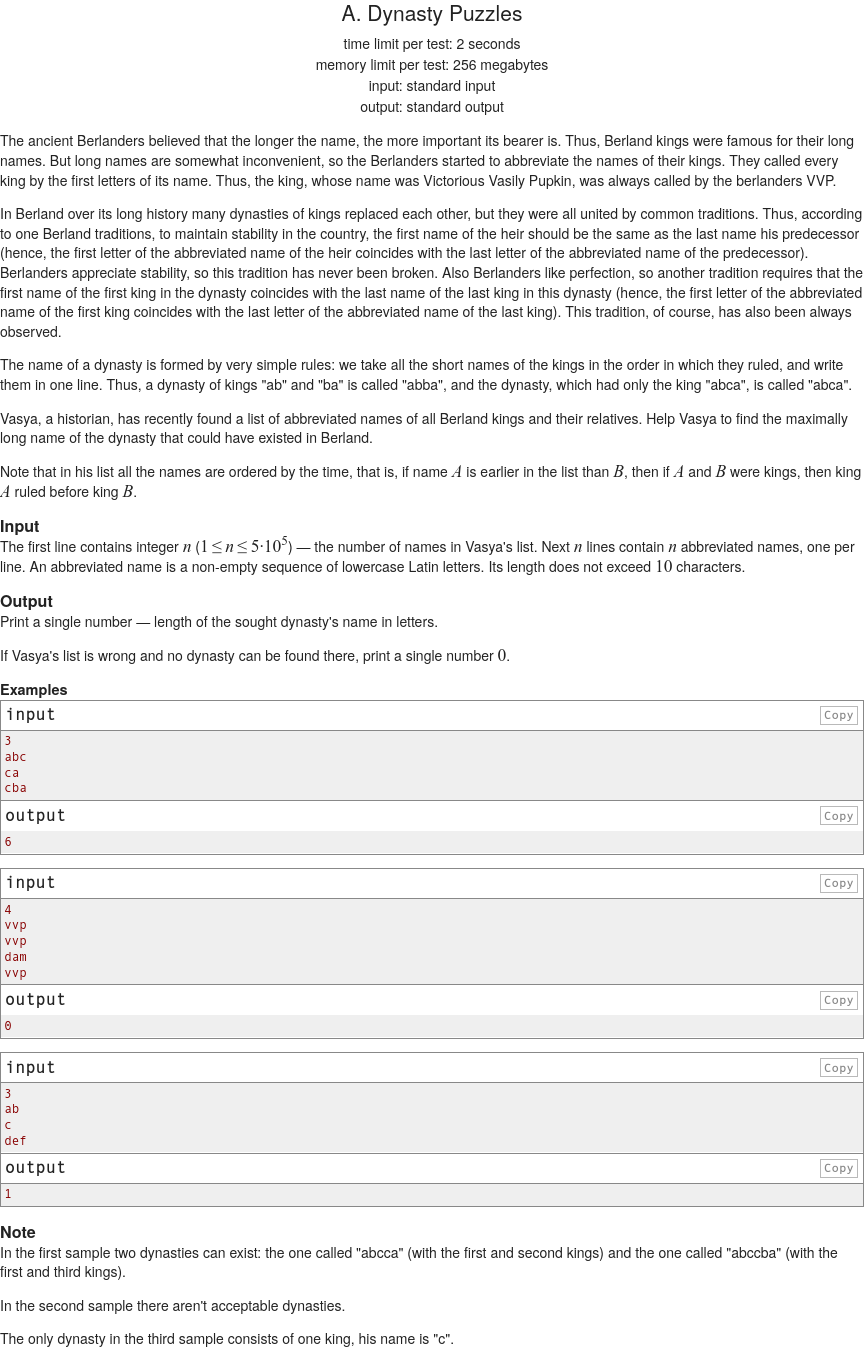 A. Dynasty Puzzles
time limit per test: 2 seconds
memory limit per test: 256 megabytes
input: standard input
output: standard output
The ancient Berlanders believed that the longer the name, the more important its bearer is. Thus, Berland kings were famous for their long
names. But long names are somewhat inconvenient, so the Berlanders started to abbreviate the names of their kings. They called every
king by the first letters of its name. Thus, the king, whose name was Victorious Vasily Pupkin, was always called by the berlanders VVP.
In Berland over its long history many dynasties of kings replaced each other, but they were all united by common traditions. Thus, according
to one Berland traditions, to maintain stability in the country, the first name of the heir should be the same as the last name his predecessor
(hence, the first letter of the abbreviated name of the heir coincides with the last letter of the abbreviated name of the predecessor).
Berlanders appreciate stability, so this tradition has never been broken. Also Berlanders like perfection, so another tradition requires that the
first name of the first king in the dynasty coincides with the last name of the last king in this dynasty (hence, the first letter of the abbreviated
name of the first king coincides with the last letter of the abbreviated name of the last king). This tradition, of course, has also been always
observed.
The name of a dynasty is formed by very simple rules: we take all the short names of the kings in the order in which they ruled, and write
them in one line. Thus, a dynasty of kings "ab" and "ba" is called "abba", and the dynasty, which had only the king "abca", is called "abca".
Vasya, a historian, has recently found a list of abbreviated names of all Berland kings and their relatives. Help Vasya to find the maximally
long name of the dynasty that could have existed in Berland.
Note that in his list all the names are ordered by the time, that is, if name A is earlier in the list than B, then if A and B were kings, then king
A ruled before king B.
Input
The first line contains integer n (1 ≤ n ≤ 5·10⁵) — the number of names in Vasya's list. Next n lines contain n abbreviated names, one per
line. An abbreviated name is a non-empty sequence of lowercase Latin letters. Its length does not exceed 10 characters.
Output
Print a single number — length of the sought dynasty's name in letters.
If Vasya's list is wrong and no dynasty can be found there, print a single number 0.
Examples
input Copy
3
abc
ca
cba
output Copy
6
input Copy
4
vvp
vvp
dam
vvp
output Copy
0
input Copy
3
ab
c
def
output Copy
1
Note
In the first sample two dynasties can exist: the one called "abcca" (with the first and second kings) and the one called "abccba" (with the
first and third kings).
In the second sample there aren't acceptable dynasties.
The only dynasty in the third sample consists of one king, his name is "c".